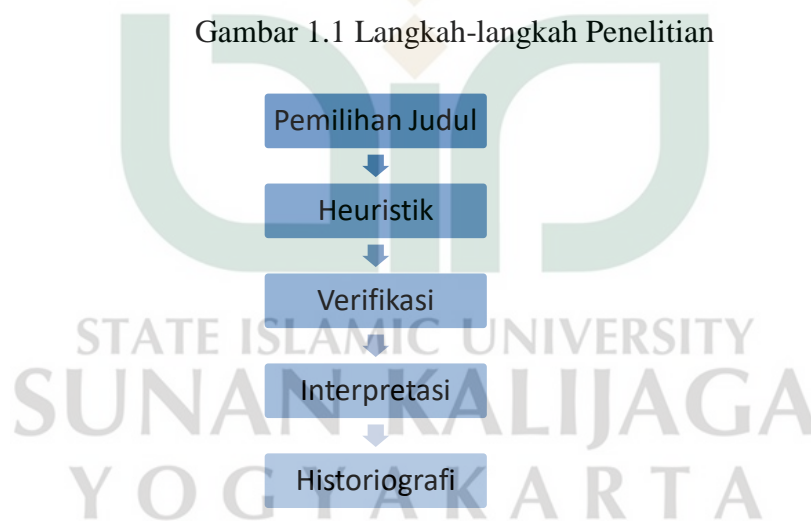 Gambar 1.1 Langkah-langkah Penelitian
Pemilihan Judul
Heuristik
Verifikasi
STATE ISLAMIC UNIVERSITY
Interpretasi
SUNAN KALIJAGA
Historiografi
YOGYAKARTA